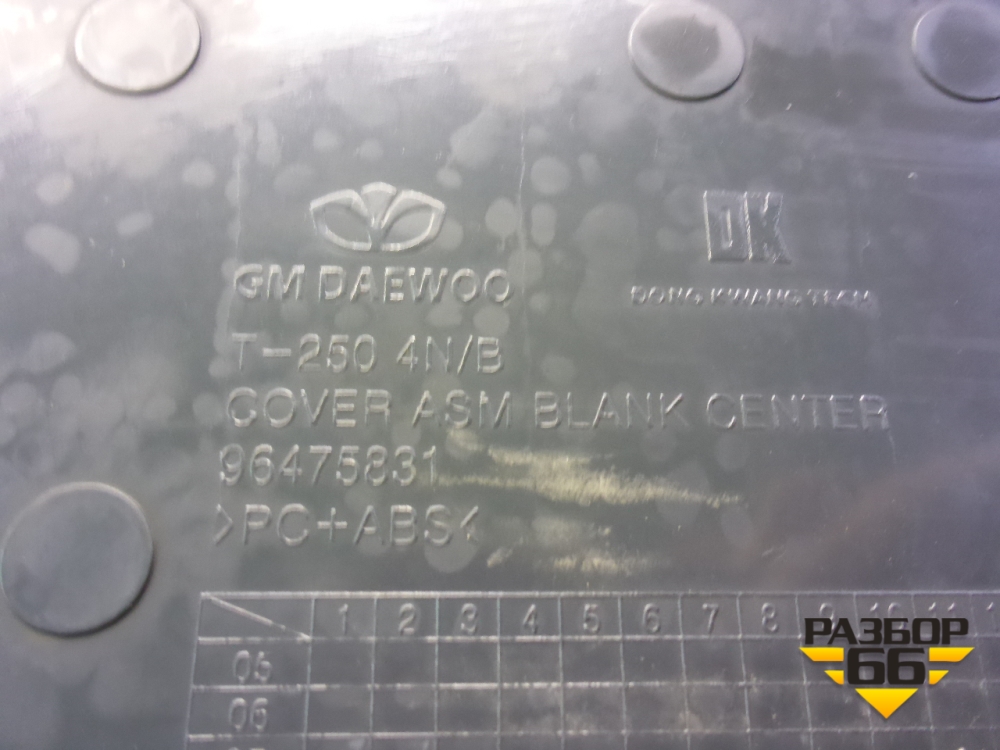 DK
GM DAEWOO
DONG KWANG TECH
T-250 4N/B
COVER ASM BLANK CENTER
96475831
>PC+ABS<
1 2 3 4 5 6 7 8 9 10 11
05
06
РАЗБОР
66